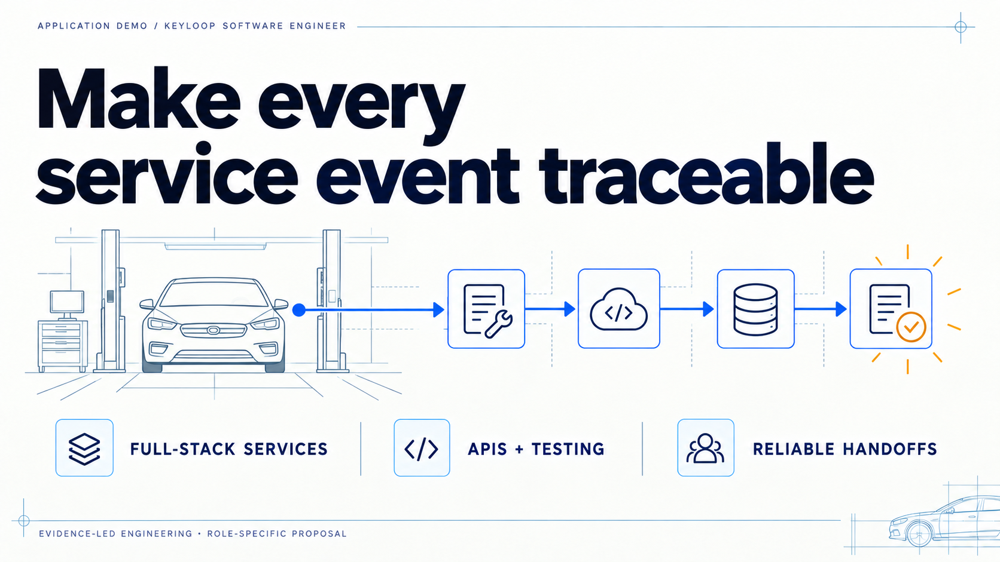 APPLICATION DEMO / KEYLOOP SOFTWARE ENGINEER
Make every
service event traceable
FULL-STACK SERVICES
APIS + TESTING
RELIABLE HANDOFFS
EVIDENCE-LED ENGINEERING • ROLE-SPECIFIC PROPOSAL